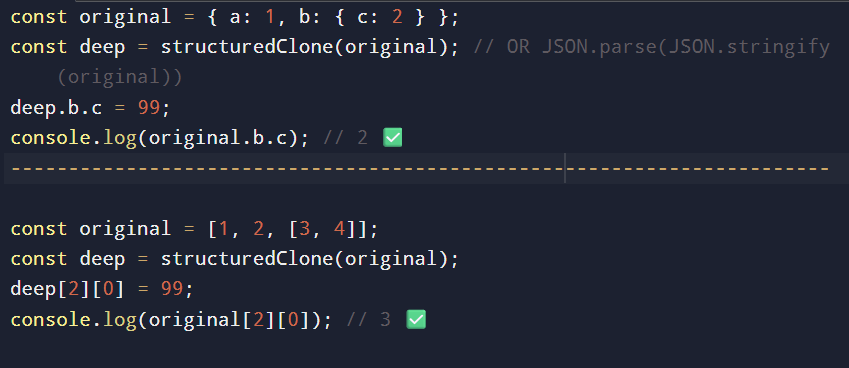 const original = { a: 1, b: { c: 2 } };
const deep = structuredClone(original); // OR JSON.parse(JSON.stringify
(original))
deep.b.c = 99;
console.log(original.b.c); // 2 ✅
-----------------------------------------------------------------------
const original = [1, 2, [3, 4]];
const deep = structuredClone(original);
deep[2][0] = 99;
console.log(original[2][0]); // 3 ✅